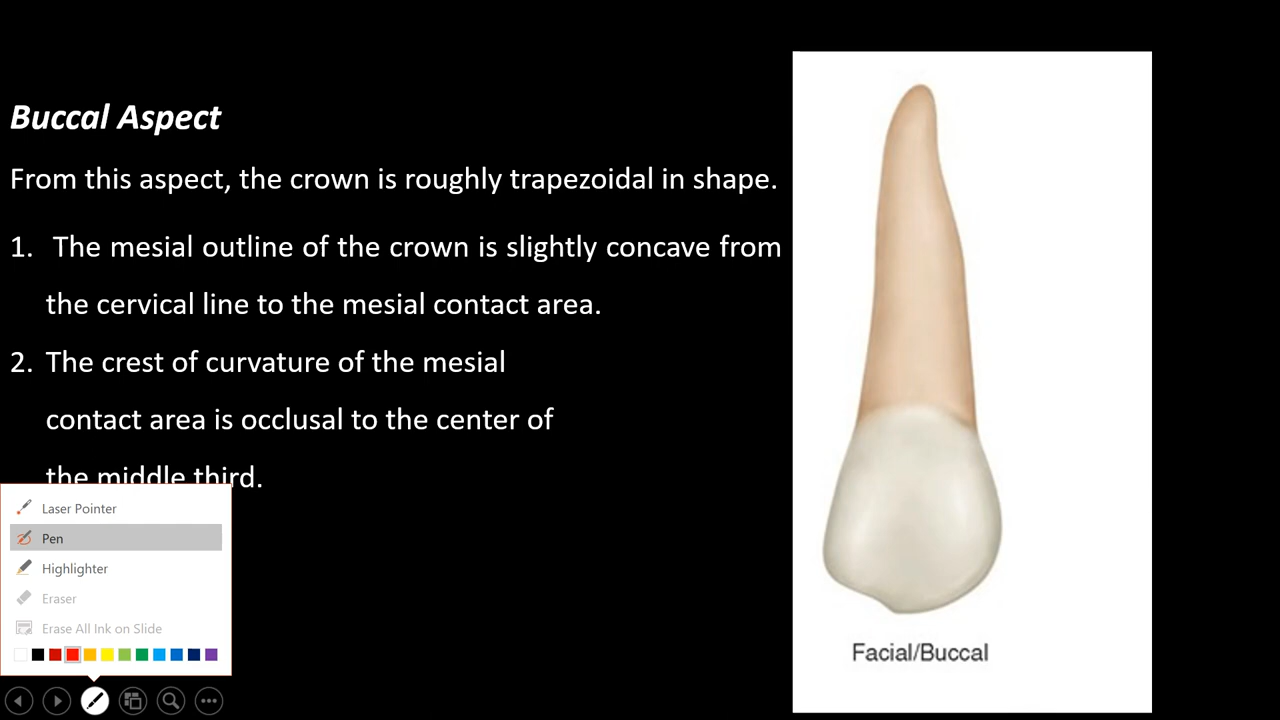 Buccal Aspect
From this aspect, the crown is roughly trapezoidal in shape.
1. The mesial outline of the crown is slightly concave from
the cervical line to the mesial contact area.
2. The crest of curvature of the mesial
contact area is occlusal to the center of
the middle third.
Laser Pointer
Pen
Highlighter
Eraser
Erase All Ink on Slide
Facial/Buccal